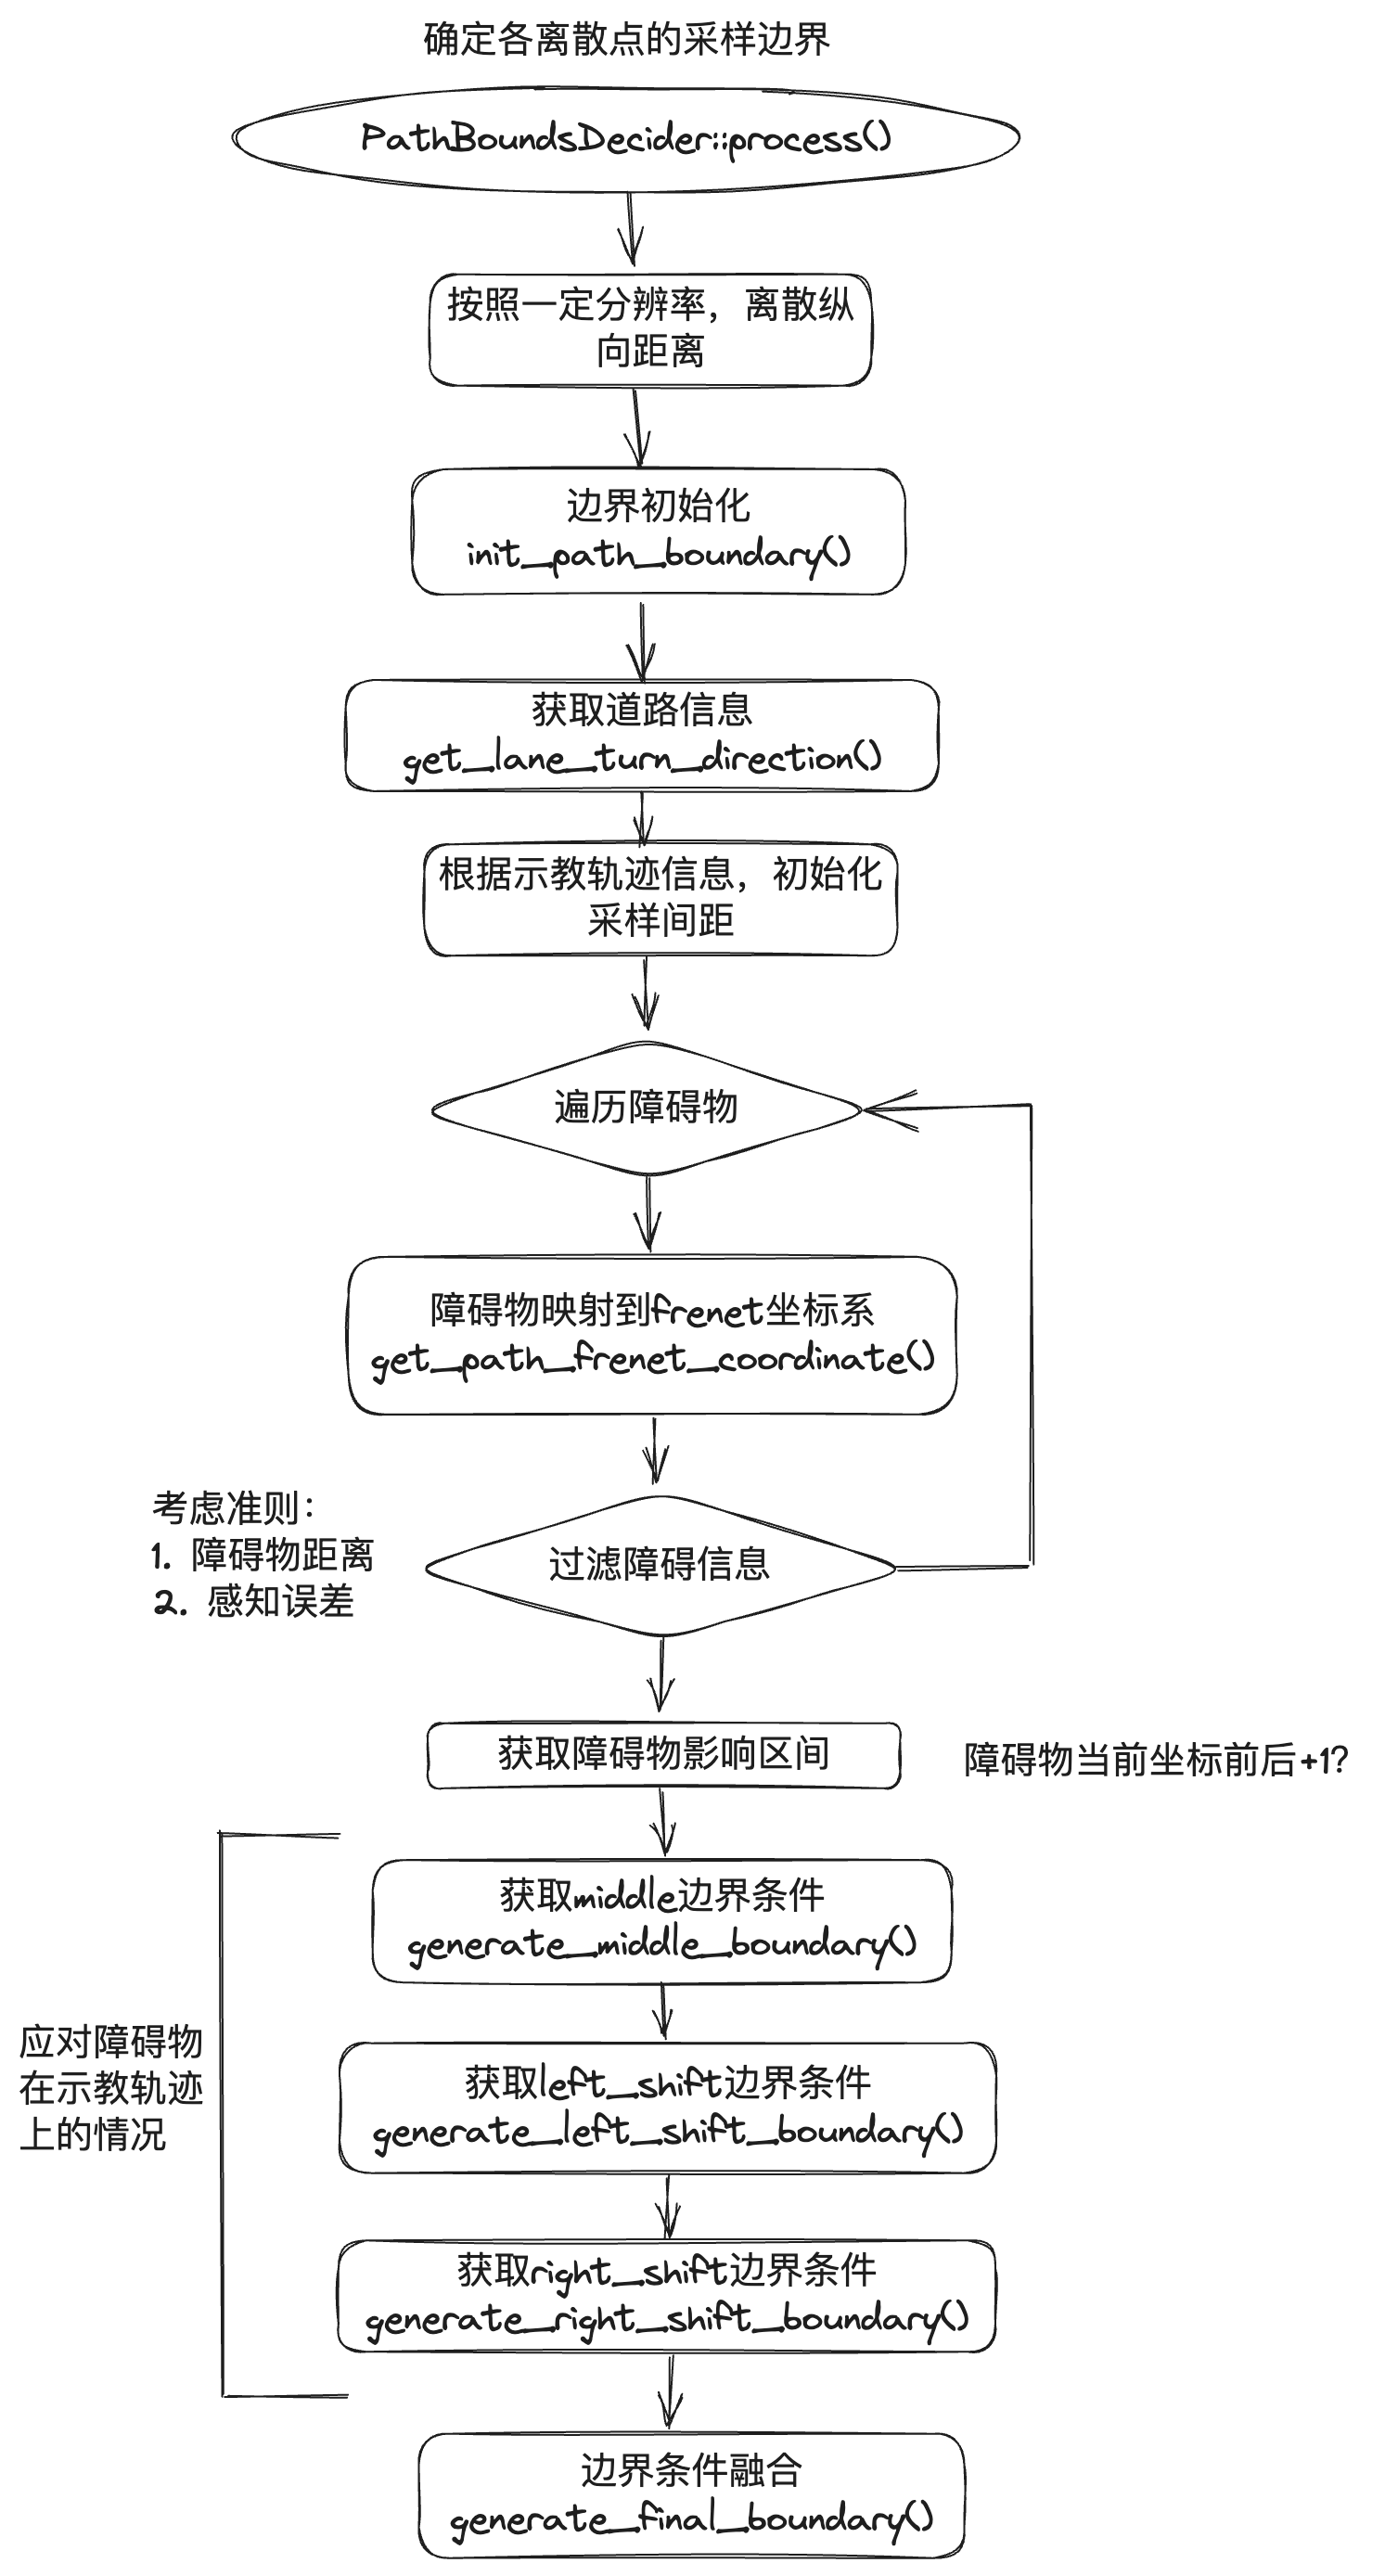 确定各离散点的采样边界
PathBoundsDecider::process()
按照一定分辨率，离散纵
向距离
边界初始化
init_path_boundary()
获取道路信息
get_lane_turn_direction()
根据示教轨迹信息，初始化
采样间距
遍历障碍物
障碍物映射到frenet坐标系
get_path_frenet_coordinate()
考虑准则：
1. 障碍物距离
2. 感知误差
过滤障碍信息
获取障碍物影响区间
障碍物当前坐标前后+1?
获取middle边界条件
generate_middle_boundary()
应对障碍物
在示教轨迹
上的情况
获取left_shift边界条件
generate_left_shift_boundary()
获取right_shift边界条件
generate_right_shift_boundary()
边界条件融合
generate_final_boundary()